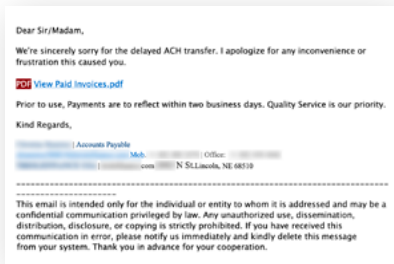 Dear Sir/Madam,
We're sincerely sorry for the delayed ACH transfer. I apologize for any inconvenience or
frustration this caused you.
PDF View Paid Invoices.pdf
Prior to use, Payments are to reflect within two business days. Quality Service is our priority.
Kind Regards,
| Accounts Payable
Mob. | Office:
| com N St.Lincoln, NE 68510
--------------------------------------------------------------------------------
--------------------
This email is intended only for the individual or entity to whom it is addressed and may be a
confidential communication privileged by law. Any unauthorized use, dissemination,
distribution, disclosure, or copying is strictly prohibited. If you have received this
communication in error, please notify us immediately and kindly delete this message
from your system. Thank you in advance for your cooperation.